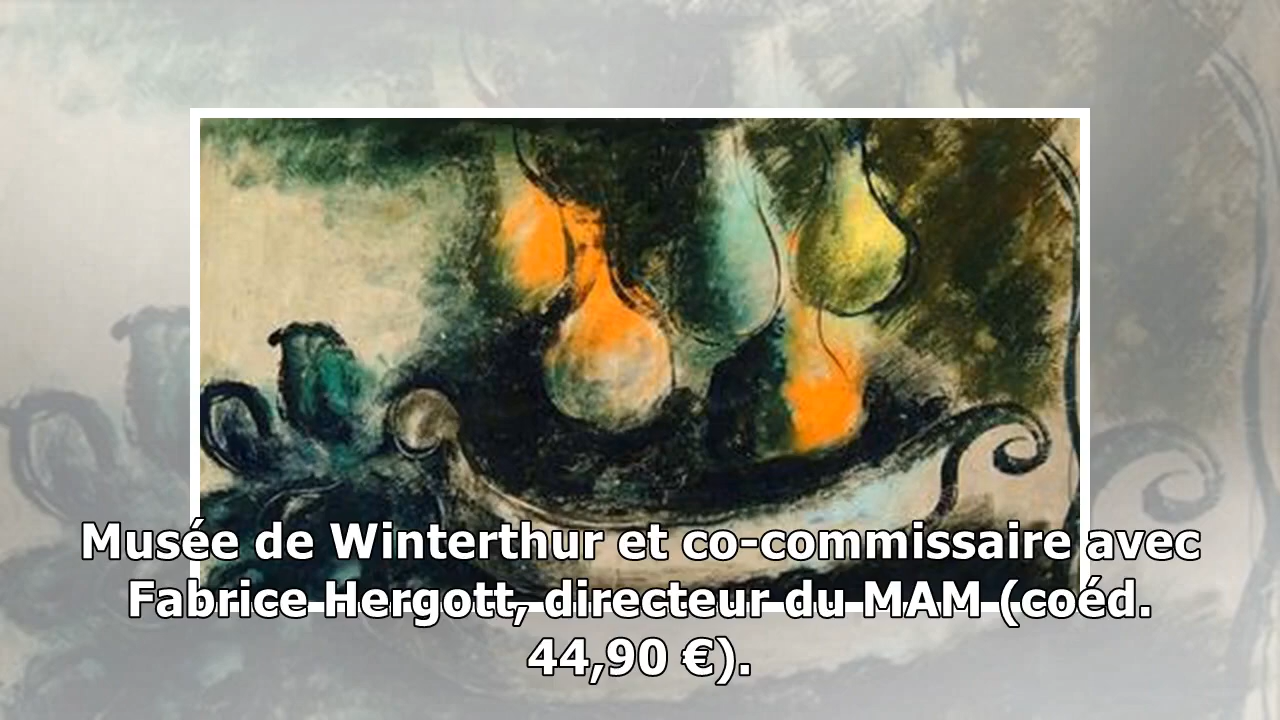 Musée de Winterthur et co-commissaire avec
Fabrice Hergott, directeur du MAM (coéd.
44,90 €).